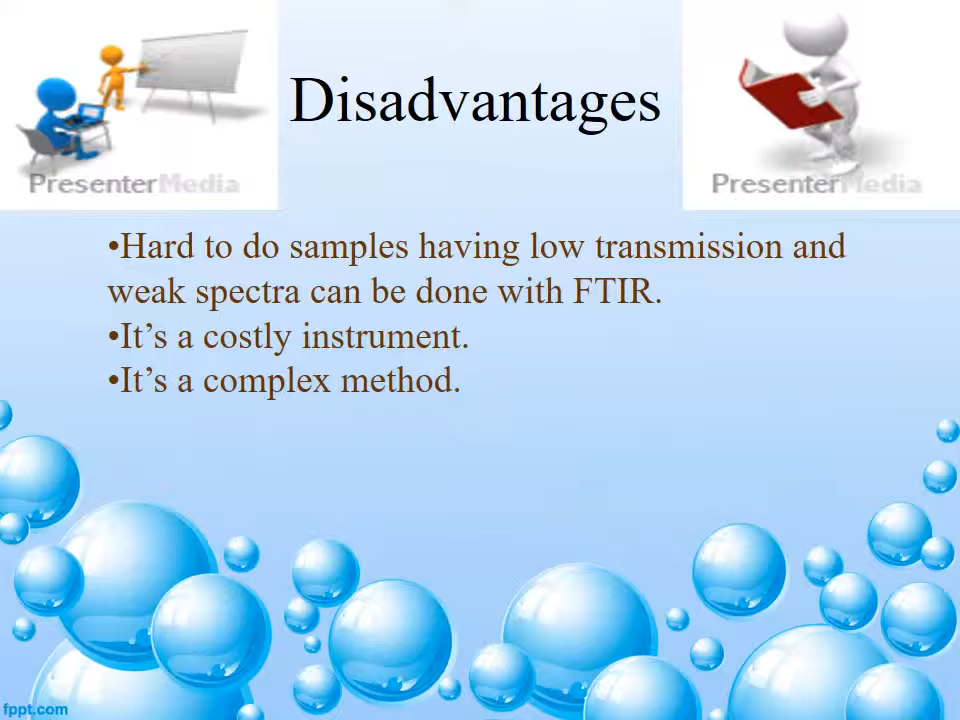 Disadvantages
PresenterMedia
PresenterMedia
•Hard to do samples having low transmission and
weak spectra can be done with FTIR.
•It’s a costly instrument.
•It’s a complex method.
fppt.com